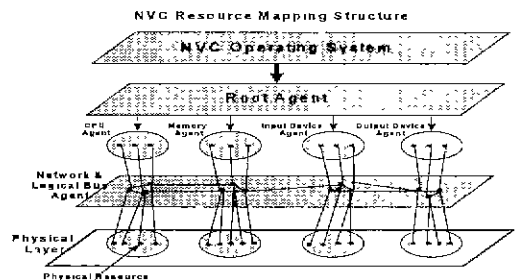 NVC Resource Mapping Structure
NVC Operating System
Root Agent
CPU Agent
Memory Agent
Input Device Agent
Output Device Agent
Network &
Logical Bus
Agent
Physical
Layer
Physical Resource